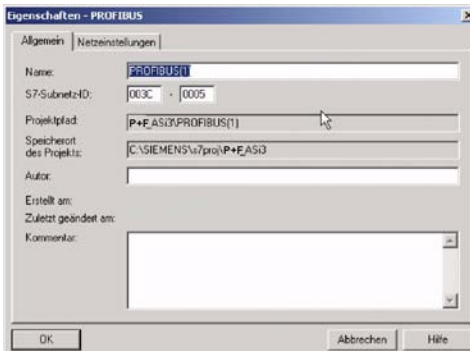 Eigenschaften - PROFIBUS
Allgemein Netzeinstellungen
Name: PROFIBUS(1)
S7-Subnetz-ID: 003C - 0005
Projektpfad: P+F_ASi3\PROFIBUS(1)
Speicherort
des Projekts: C:\SIEMENS\s7proj\P+F_ASi3
Autor:
Erstellt am:
Zuletzt geändert am:
Kommentar:
OK Abbrechen Hilfe